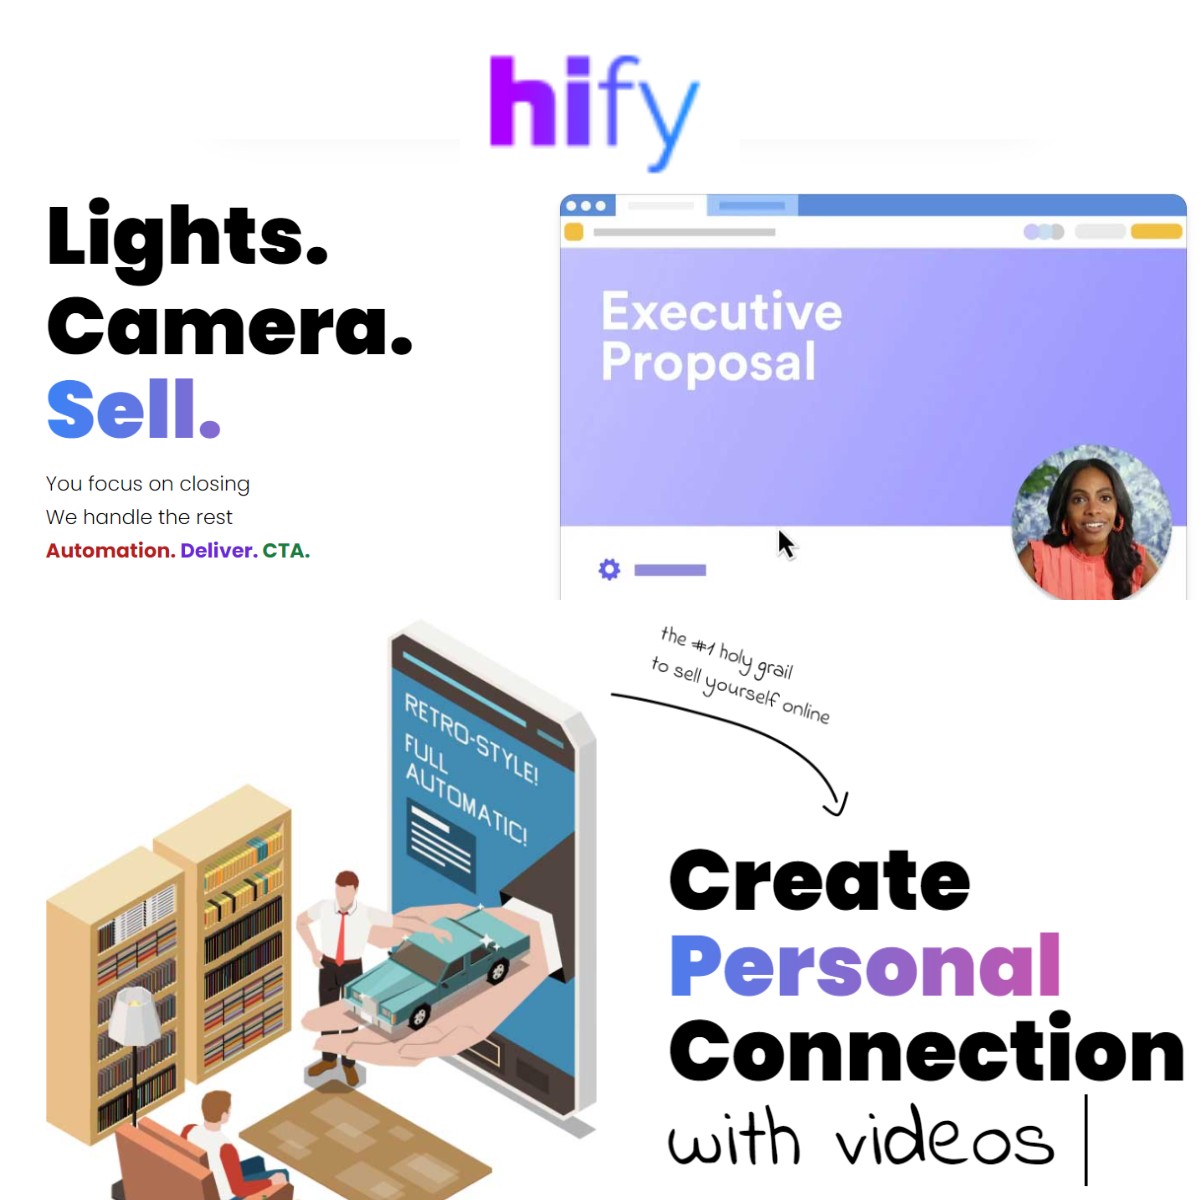 hify
Lights.
Camera.
Sell.
You focus on closing
We handle the rest
Automation. Deliver. CTA.
Executive
Proposal
the #1 holy grail
to sell yourself online
RETRO-STYLE!
FULL
AUTOMATIC!
Create
Personal
Connection
with videos